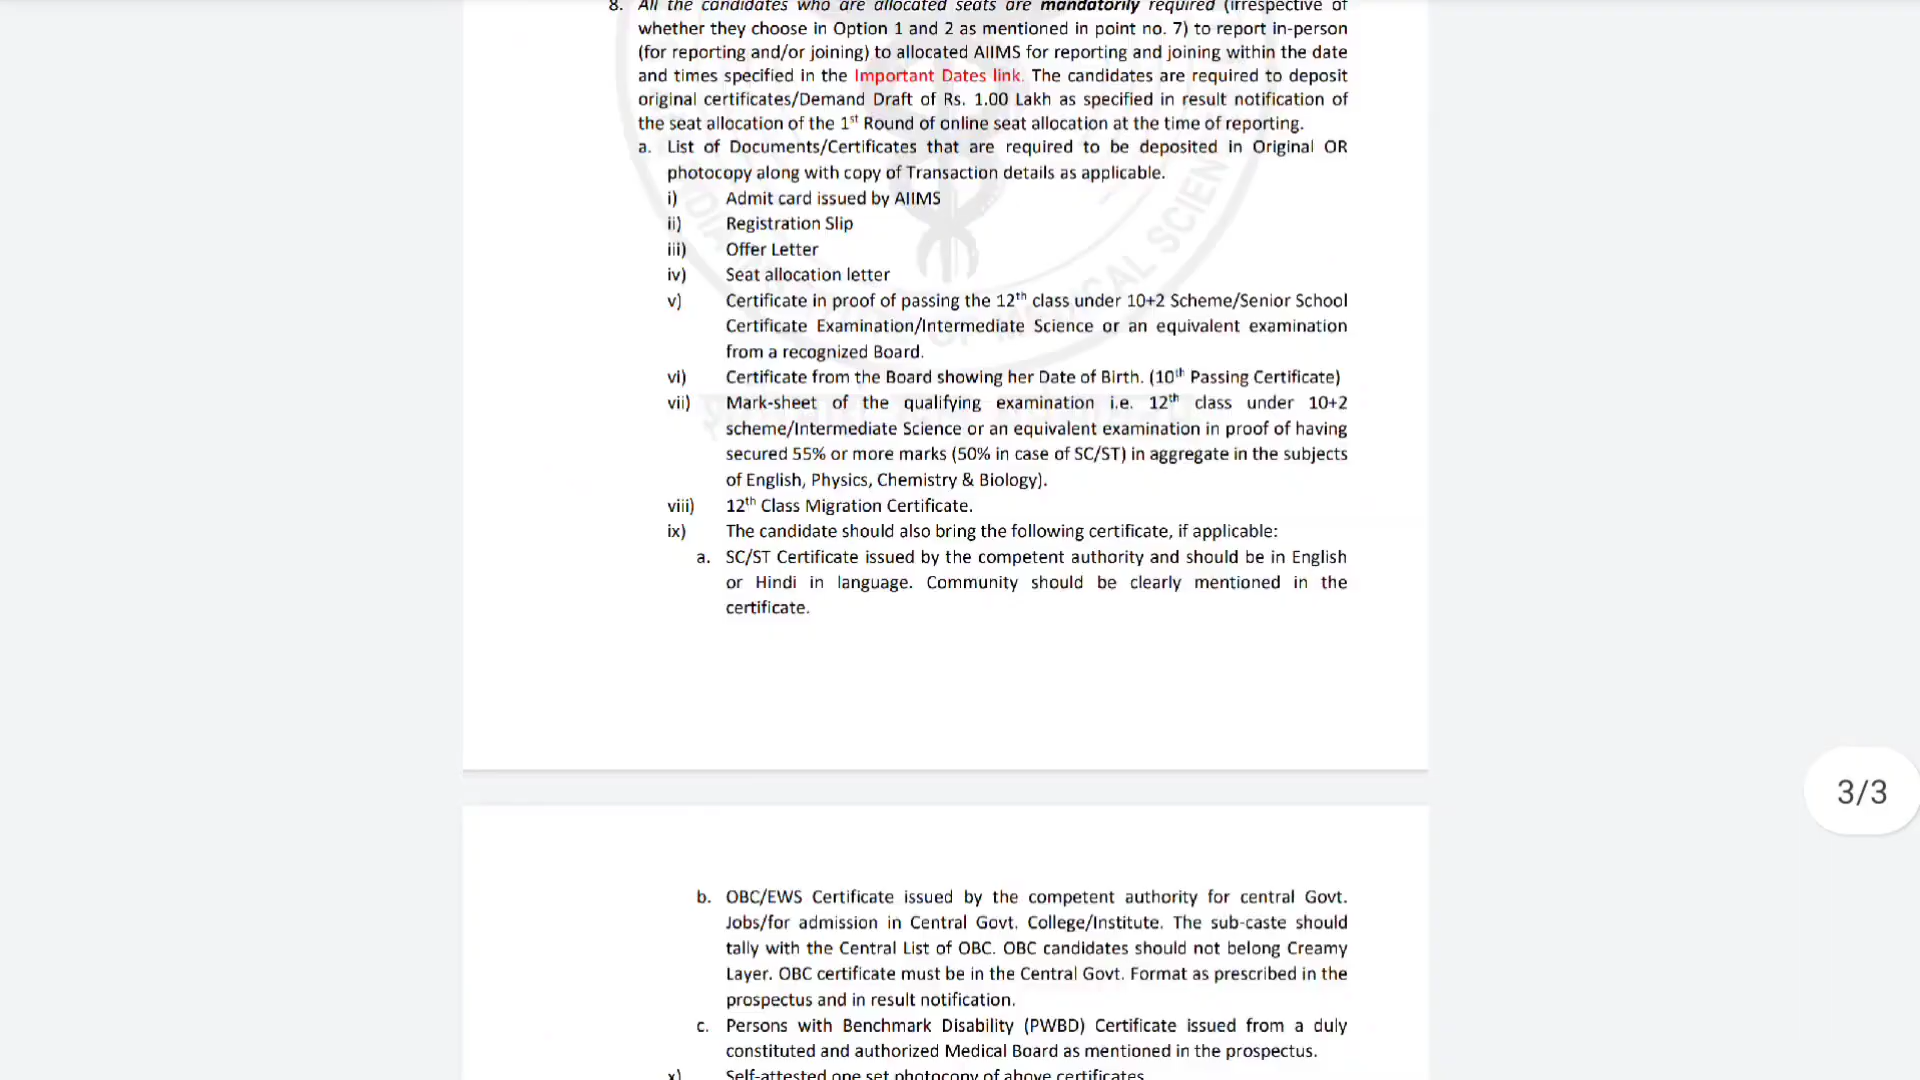 8. All the candidates who are allocated seats are mandatorily required (irrespective of
whether they choose in Option 1 and 2 as mentioned in point no. 7) to report in-person
(for reporting and/or joining) to allocated AIIMS for reporting and joining within the date
and times specified in the Important Dates link. The candidates are required to deposit
original certificates/Demand Draft of Rs. 1.00 Lakh as specified in result notification of
the seat allocation of the 1st Round of online seat allocation at the time of reporting.
a. List of Documents/Certificates that are required to be deposited in Original OR
photocopy along with copy of Transaction details as applicable.
i) Admit card issued by AIIMS
ii) Registration Slip
iii) Offer Letter
iv) Seat allocation letter
v) Certificate in proof of passing the 12th class under 10+2 Scheme/Senior School
Certificate Examination/Intermediate Science or an equivalent examination
from a recognized Board.
vi) Certificate from the Board showing her Date of Birth. (10th Passing Certificate)
vii) Mark-sheet of the qualifying examination i.e. 12th class under 10+2
scheme/Intermediate Science or an equivalent examination in proof of having
secured 55% or more marks (50% in case of SC/ST) in aggregate in the subjects
of English, Physics, Chemistry & Biology).
viii) 12th Class Migration Certificate.
ix) The candidate should also bring the following certificate, if applicable:
a. SC/ST Certificate issued by the competent authority and should be in English
or Hindi in language. Community should be clearly mentioned in the
certificate.
3/3
b. OBC/EWS Certificate issued by the competent authority for central Govt.
Jobs/for admission in Central Govt. College/Institute. The sub-caste should
tally with the Central List of OBC. OBC candidates should not belong Creamy
Layer. OBC certificate must be in the Central Govt. Format as prescribed in the
prospectus and in result notification.
c. Persons with Benchmark Disability (PWBD) Certificate issued from a duly
constituted and authorized Medical Board as mentioned in the prospectus.
x) Self-attested one set photocopy of above certificates